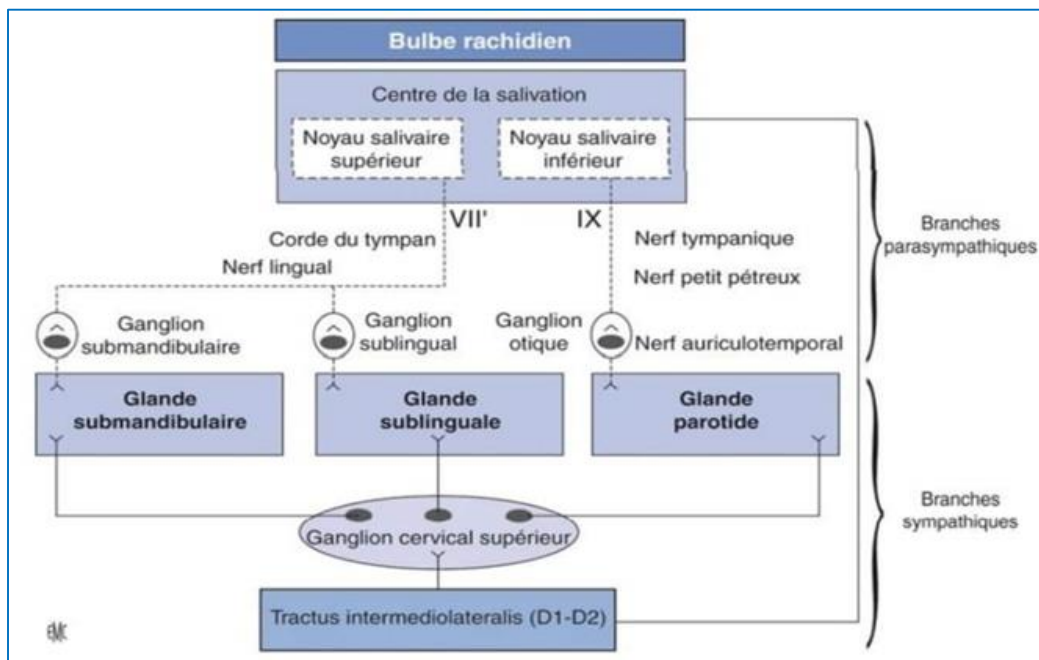 Bulbe rachidien
Centre de la salivation
Noyau salivaire
supérieur
Noyau salivaire
inférieur
VII'
IX
Corde du tympan
Nerf lingual
Nerf tympanique
Nerf petit pétreux
Branches
parasympathiques
Ganglion
submandibulaire
Ganglion
sublingual
Ganglion
otique
Nerf auriculotemporal
Glande
submandibulaire
Glande
sublinguale
Glande
parotide
Ganglion cervical supérieur
Branches
sympathiques
Tractus intermediolateralis (D1-D2)
EMC